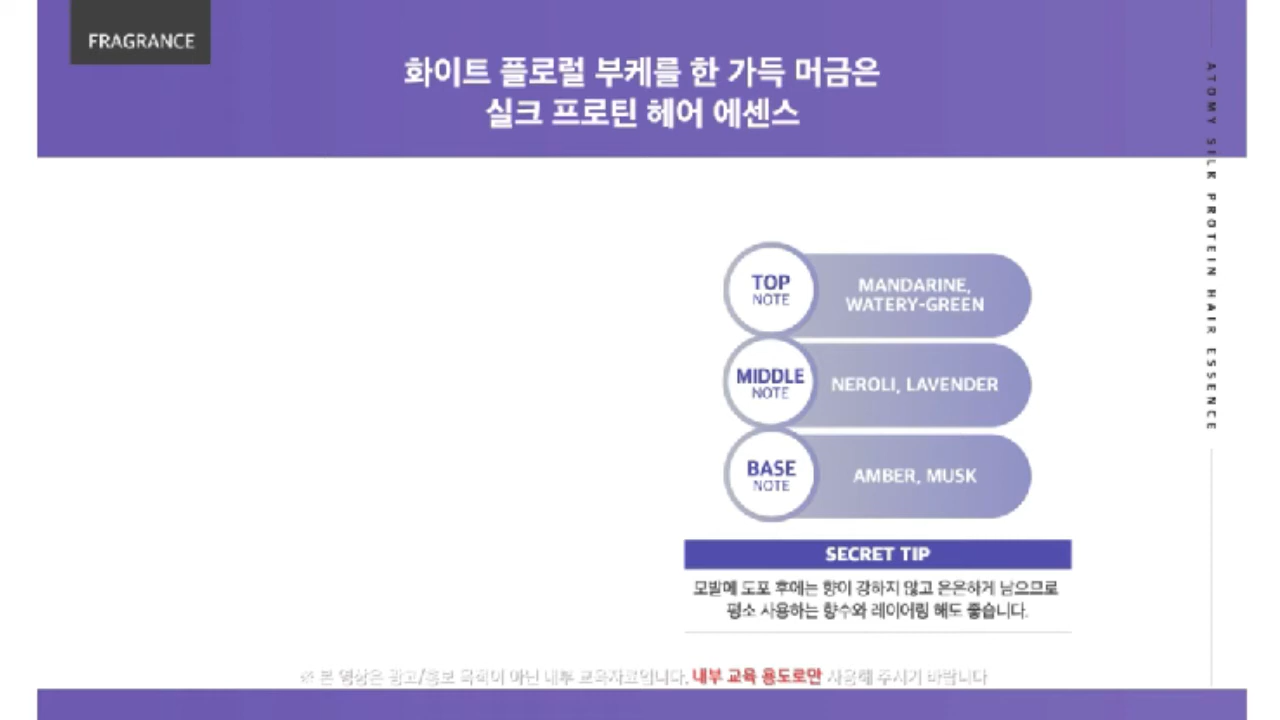 FRAGRANCE
화이트 플로럴 부케를 한 가득 머금은
실크 프로틴 헤어 에센스
ATOMY SILK PROTEIN HAIR ESSENCE
TOP
NOTE
MANDARINE,
WATERY-GREEN
MIDDLE
NOTE
NEROLI, LAVENDER
BASE
NOTE
AMBER, MUSK
SECRET TIP
모발에 도포 후에는 향이 강하지 않고 은은하게 남으므로
평소 사용하는 향수와 레이어링 해도 좋습니다.
※ 본 영상은 광고/홍보 목적이 아닌 내부 교육자료입니다. 내부 교육 용도로만 사용해 주시기 바랍니다